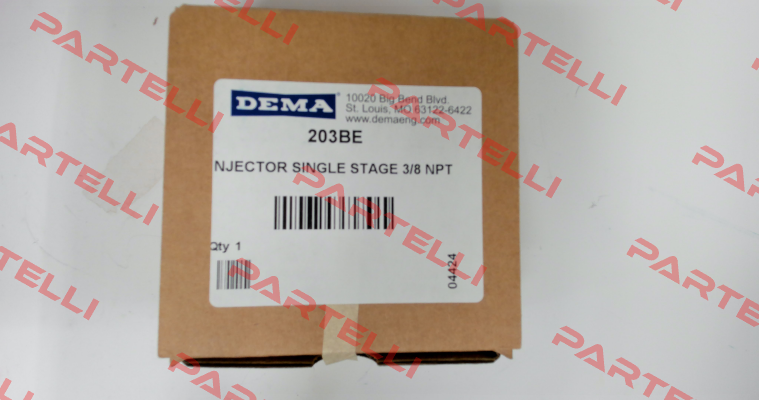 DEMA
10020 Big Bend Blvd.
St. Louis, MO 63122-6422
www.demaeng.com
203BE
NJECTOR SINGLE STAGE 3/8 NPT
Qty 1
04424
PARTELLI
PARTELLI
PARTELLI
PARTELLI
PARTELLI
PARTELLI
PARTELLI
PARTELLI
PARTELLI
PARTELLI